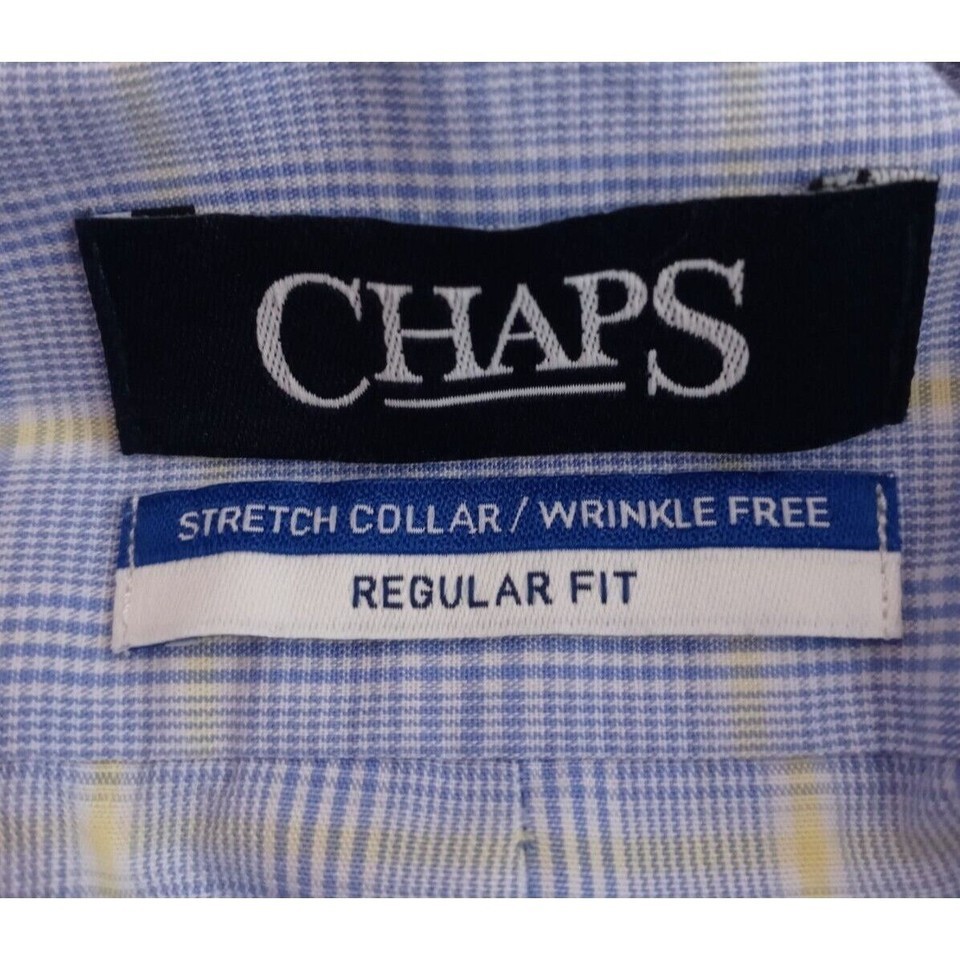 CHAPS
STRETCH COLLAR / WRINKLE FREE
REGULAR FIT